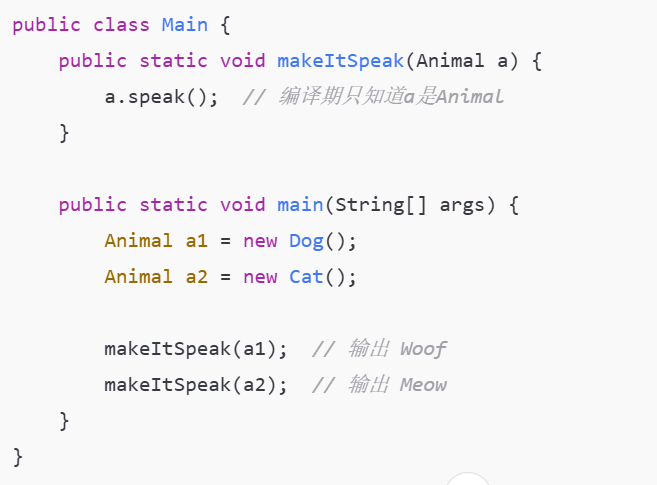 public class Main {
    public static void makeItSpeak(Animal a) {
        a.speak();  // 编译期只知道a是Animal
    }

    public static void main(String[] args) {
        Animal a1 = new Dog();
        Animal a2 = new Cat();

        makeItSpeak(a1);  // 输出 Woof
        makeItSpeak(a2);  // 输出 Meow
    }
}